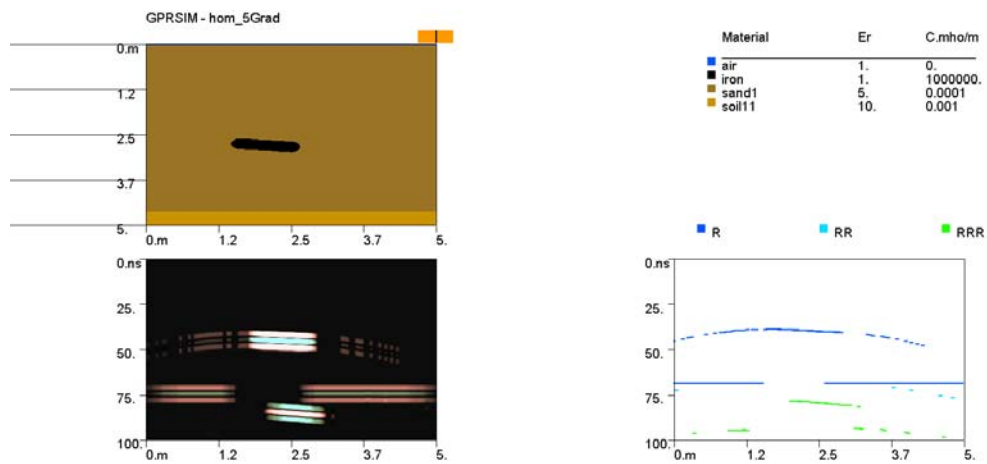 GPRSIM - hom_5Grad
0.m
1.2
2.5
3.7
5.
0.m 1.2 2.5 3.7 5.
Material Er C.mho/m
air 1. 0.
iron 1. 1000000.
sand1 5. 0.0001
soil11 10. 0.001
0.ns
25.
50.
75.
100.
0.m 1.2 2.5 3.7 5.
R RR RRR
0.ns
25.
50.
75.
100.
0.m 1.2 2.5 3.7 5.